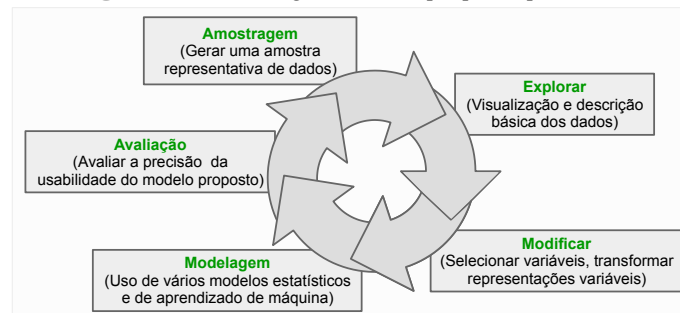 Amostragem
(Gerar uma amostra
representativa de dados)
Explorar
(Visualização e descrição
básica dos dados)
Avaliação
(Avaliar a precisão da
usabilidade do modelo proposto)
Modificar
(Selecionar variáveis, transformar
representações variáveis)
Modelagem
(Uso de vários modelos estatísticos
e de aprendizado de máquina)